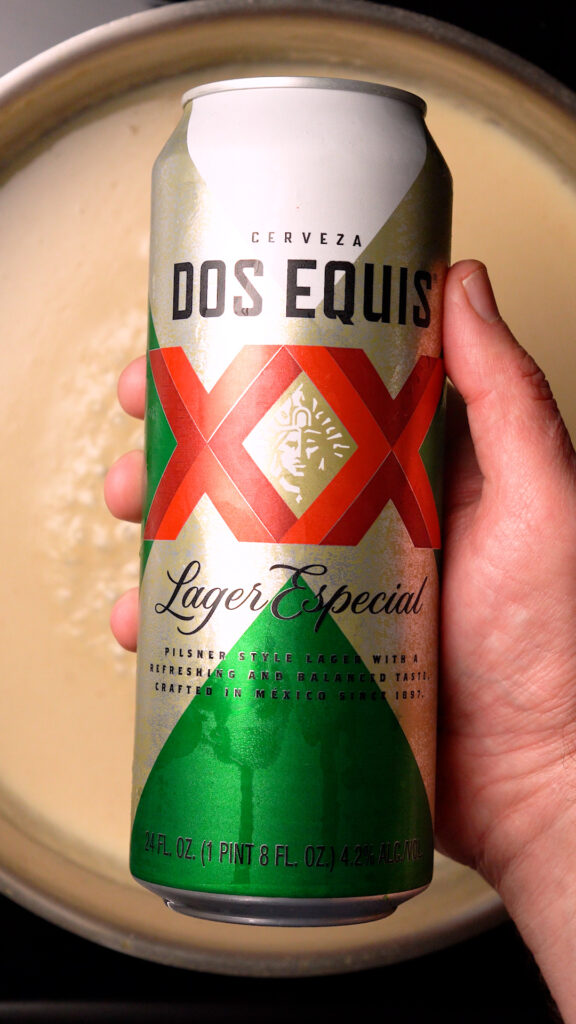 CERVEZA
DOS EQUIS
XX
Lager Especial
PILSNER STYLE LAGER WITH A
REFRESHING AND BALANCED TASTE.
CRAFTED IN MÉXICO SINCE 1897.
24 FL. OZ. (1 PINT 8 FL. OZ.) 4.2% ALC./VOL.